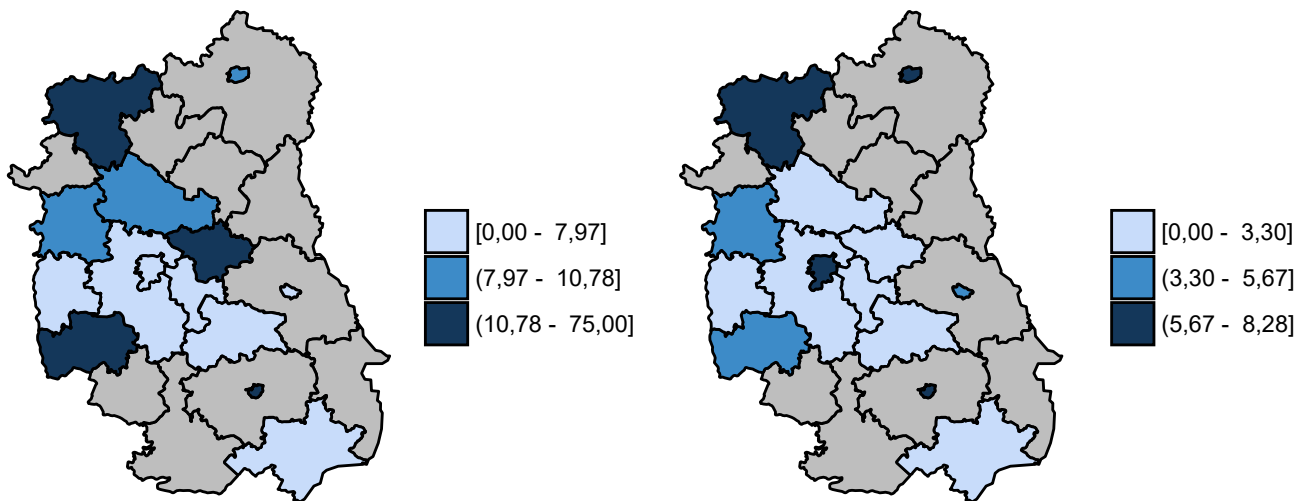 [0,00 - 7,97]
(7,97 - 10,78]
(10,78 - 75,00]
[0,00 - 3,30]
(3,30 - 5,67]
(5,67 - 8,28]